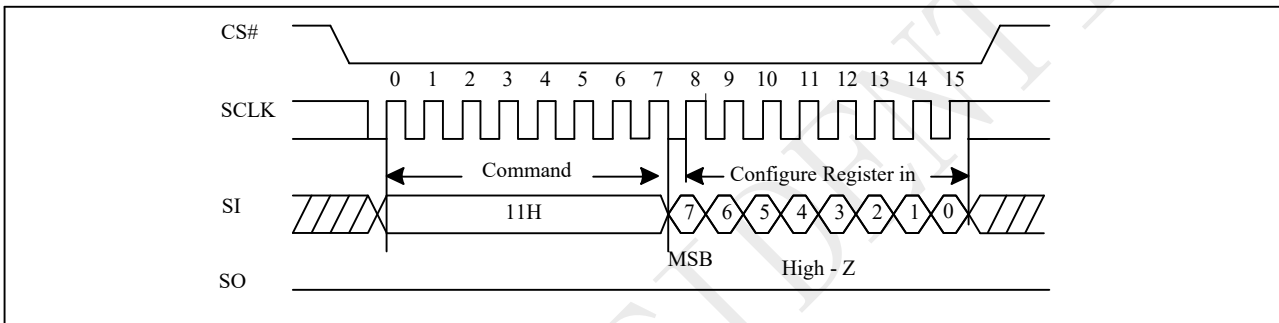 CS#
0 1 2 3 4 5 6 7 8 9 10 11 12 13 14 15
SCLK
Command Configure Register in
SI 11H 7 6 5 4 3 2 1 0
MSB High - Z
SO